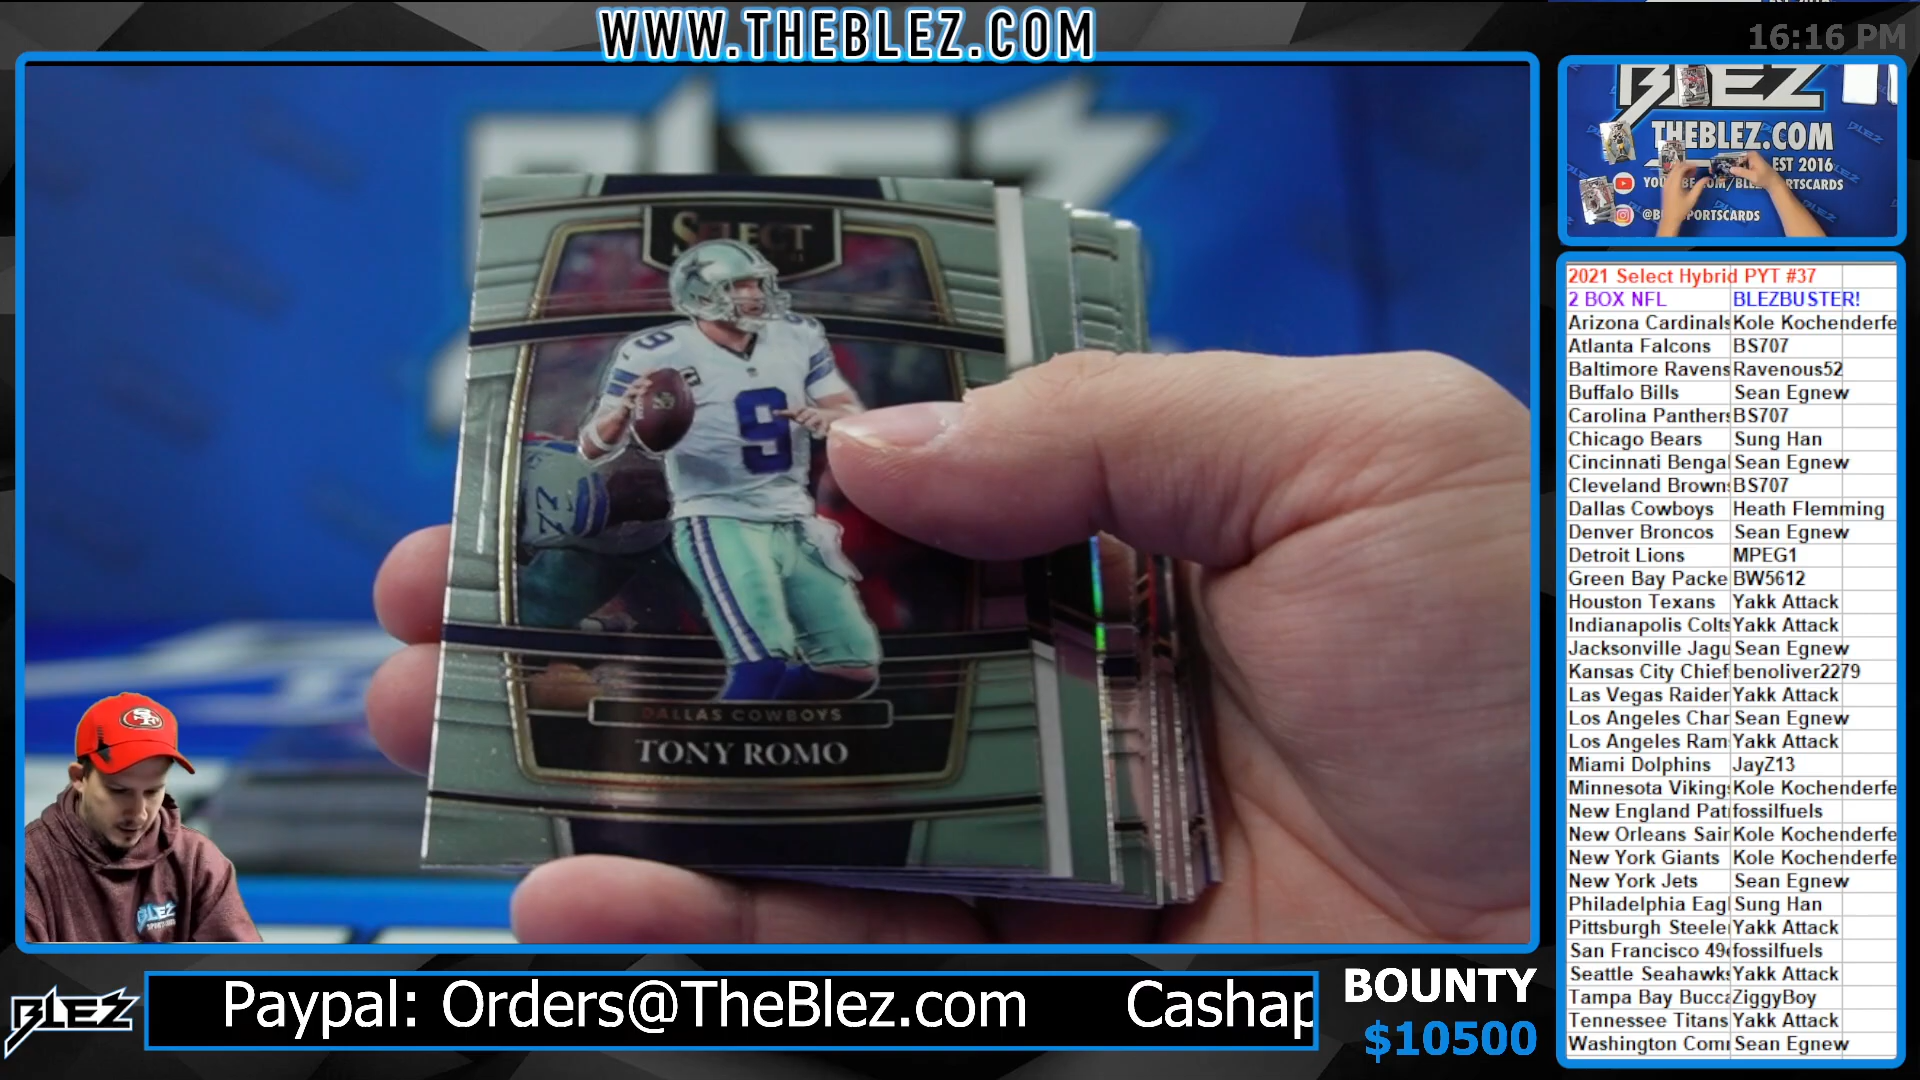 WWW.THEBLEZ.COM
16:16 PM
BLEZ
THEBLEZ.COM
EST 2016
@BL
SPORTSCARDS
SELECT
9
9
DALLAS COWBOYS
TONY ROMO
2021 Select Hybrid PYT #37
2 BOX NFL BLEZBUSTER!
Arizona Cardinals Kole Kochenderfe
Atlanta Falcons BS707
Baltimore Ravens Ravenous52
Buffalo Bills Sean Egnew
Carolina Panthers BS707
Chicago Bears Sung Han
Cincinnati Bengal Sean Egnew
Cleveland Browns BS707
Dallas Cowboys Heath Flemming
Denver Broncos Sean Egnew
Detroit Lions MPEG1
Green Bay Packe BW5612
Houston Texans Yakk Attack
Indianapolis Colts Yakk Attack
Jacksonville Jagu Sean Egnew
Kansas City Chief benoliver2279
Las Vegas Raider Yakk Attack
Los Angeles Char Sean Egnew
Los Angeles Ram Yakk Attack
Miami Dolphins JayZ13
Minnesota Vikings Kole Kochenderfe
New England Pat fossilfuels
New Orleans Sain Kole Kochenderfe
New York Giants Kole Kochenderfe
New York Jets Sean Egnew
Philadelphia Eagl Sung Han
Pittsburgh Steeler Yakk Attack
San Francisco 49e fossilfuels
Seattle Seahawks Yakk Attack
Tampa Bay Bucca ZiggyBoy
Tennessee Titans Yakk Attack
Washington Com Sean Egnew
BLEZ
Paypal: Orders@TheBlez.com Cashap
BOUNTY
$10500